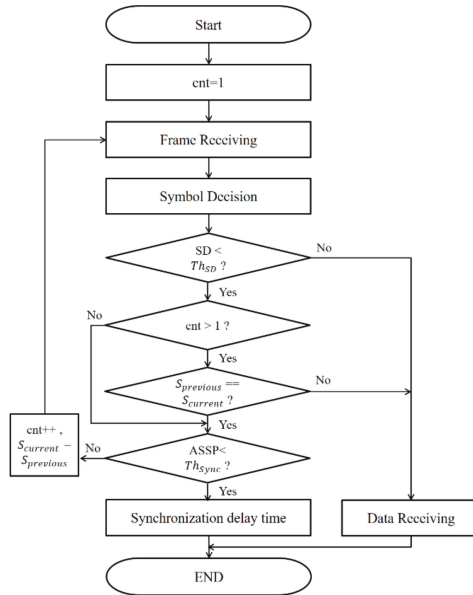 Start
cnt=1
Frame Receiving
Symbol Decision
SD <
Th_SD ?
No
Yes
No
cnt > 1 ?
Yes
S_previous ==
S_current ?
No
Yes
cnt++ ,
S_current −
S_previous
No
ASSP<
Th_Sync ?
Yes
Synchronization delay time
Data Receiving
END